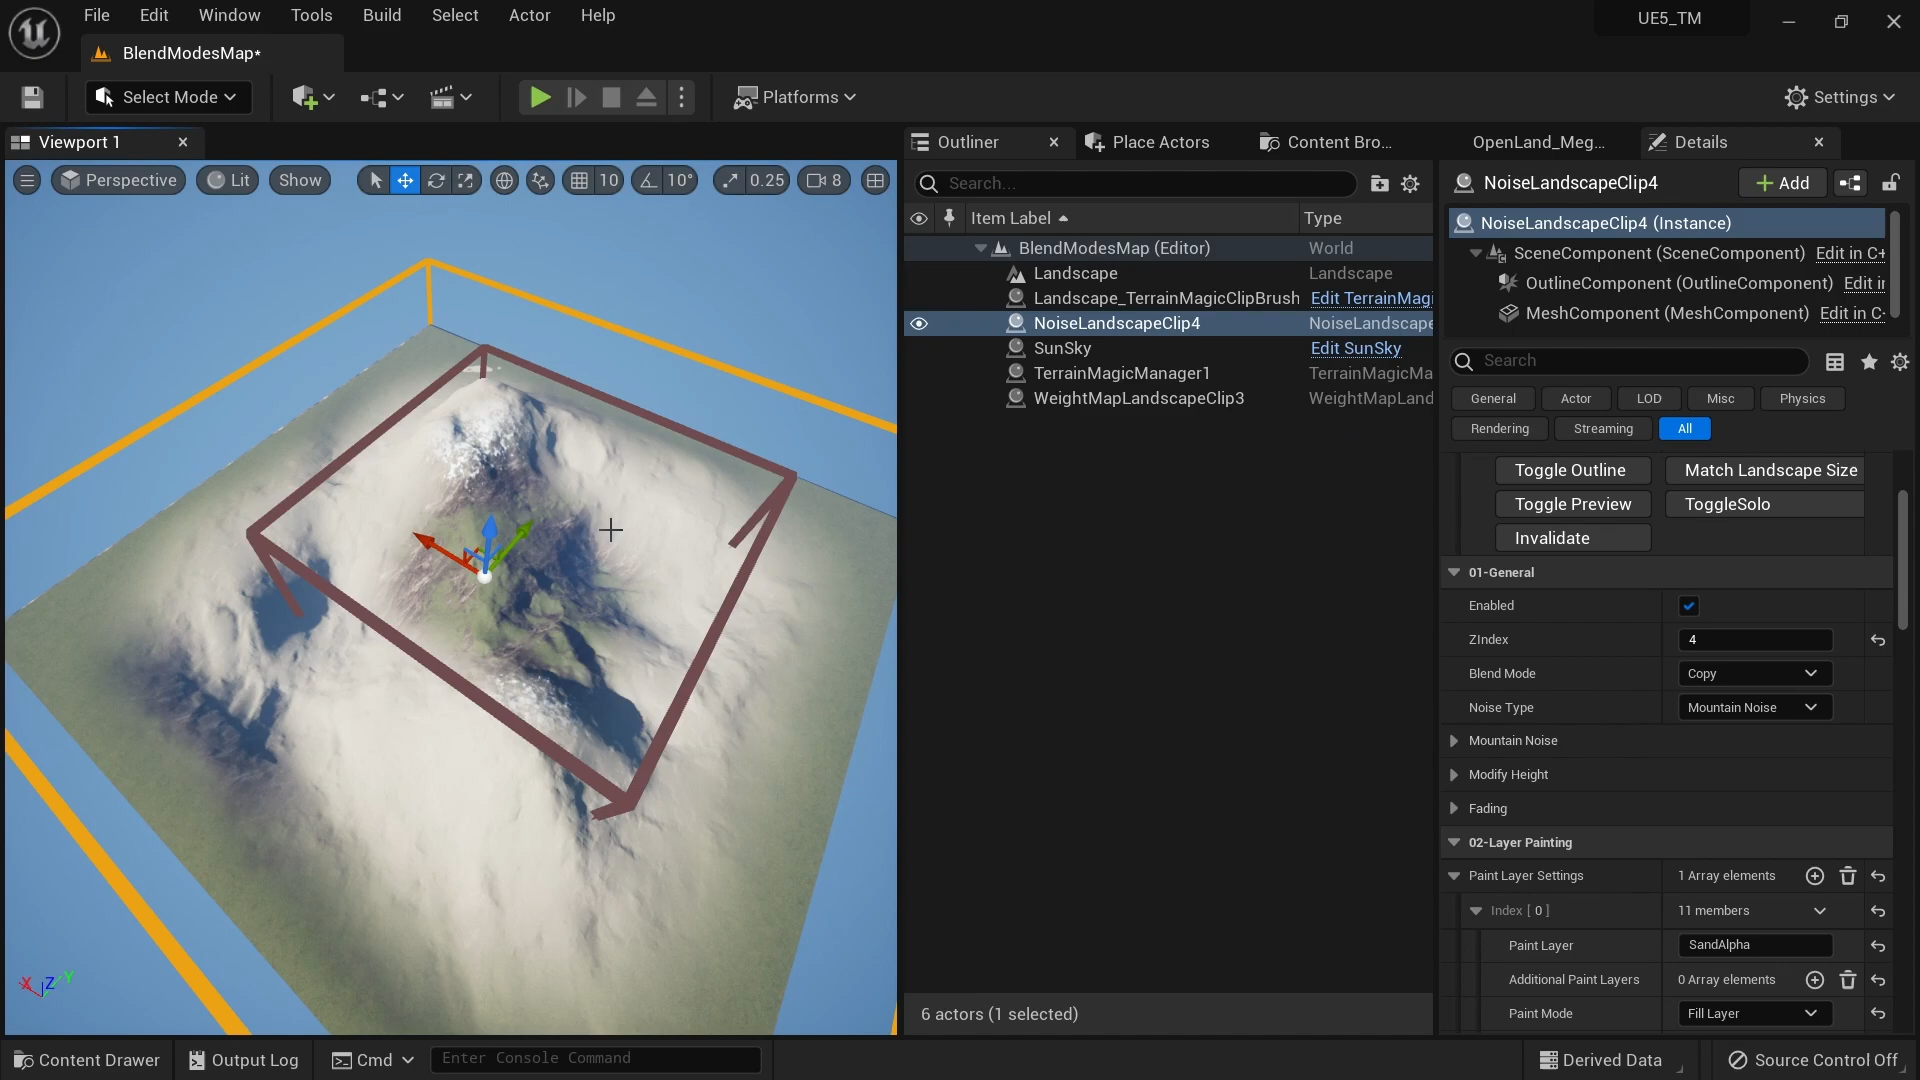 File Edit Window Tools Build Select Actor Help
UE5_TM
BlendModesMap*
Select Mode
Platforms
Settings
Viewport 1
Perspective
Lit
Show
10
10°
0.25
8
X Z Y
Outliner
Place Actors
Content Bro...
Search...
Item Label Type
BlendModesMap (Editor) World
Landscape Landscape
Landscape_TerrainMagicClipBrush Edit TerrainMagi
NoiseLandscapeClip4 NoiseLandscape
SunSky Edit SunSky
TerrainMagicManager1 TerrainMagicMa
WeightMapLandscapeClip3 WeightMapLand
6 actors (1 selected)
OpenLand_Meg...
Details
NoiseLandscapeClip4
Add
NoiseLandscapeClip4 (Instance)
SceneComponent (SceneComponent) Edit in C+
OutlineComponent (OutlineComponent) Edit in
MeshComponent (MeshComponent) Edit in C-
Search
General Actor LOD Misc Physics
Rendering Streaming All
Toggle Outline Match Landscape Size
Toggle Preview ToggleSolo
Invalidate
01-General
Enabled
ZIndex 4
Blend Mode Copy
Noise Type Mountain Noise
Mountain Noise
Modify Height
Fading
02-Layer Painting
Paint Layer Settings 1 Array elements
Index [ 0 ] 11 members
Paint Layer SandAlpha
Additional Paint Layers 0 Array elements
Paint Mode Fill Layer
Content Drawer
Output Log
Cmd
Enter Console Command
Derived Data
Source Control Off